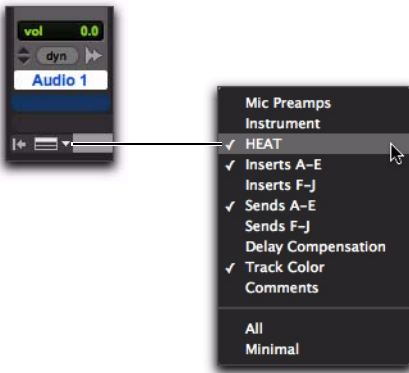 vol 0.0
dyn
Audio 1
Mic Preamps
Instrument
✓ HEAT
✓ Inserts A–E
Inserts F–J
✓ Sends A–E
Sends F–J
Delay Compensation
✓ Track Color
Comments
All
Minimal